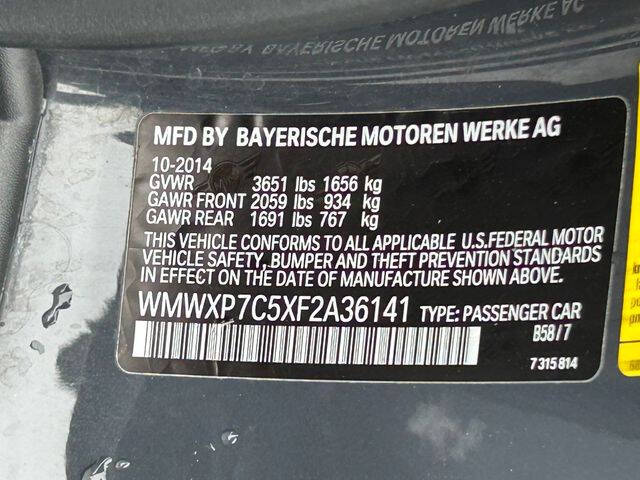 MFD BY BAYERISCHE MOTOREN WERKE AG
10-2014
GVWR 3651 lbs 1656 kg
GAWR FRONT 2059 lbs 934 kg
GAWR REAR 1691 lbs 767 kg
THIS VEHICLE CONFORMS TO ALL APPLICABLE U.S.FEDERAL MOTOR
VEHICLE SAFETY, BUMPER AND THEFT PREVENTION STANDARDS
IN EFFECT ON THE DATE OF MANUFACTURE SHOWN ABOVE.
WMWXP7C5XF2A36141 TYPE: PASSENGER CAR
B58/7
7315814